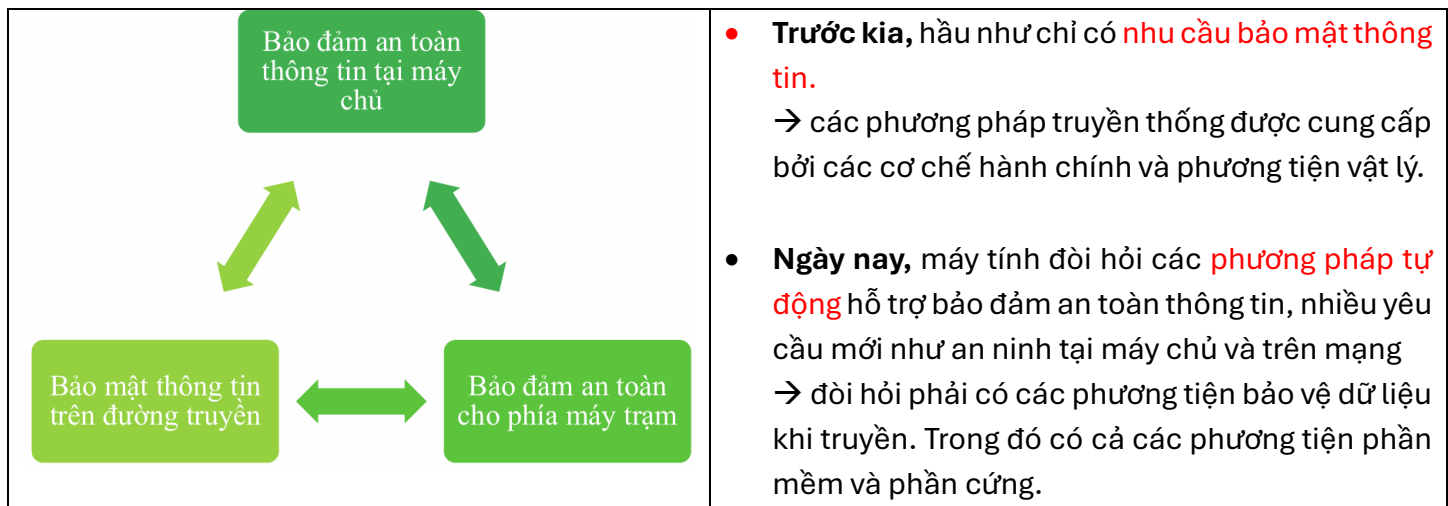 Bảo đảm an toàn
thông tin tại máy
chủ
Bảo mật thông tin
trên đường truyền
Bảo đảm an toàn
cho phía máy trạm
• Trước kia, hầu như chỉ có nhu cầu bảo mật thông
tin.
→ các phương pháp truyền thống được cung cấp
bởi các cơ chế hành chính và phương tiện vật lý.
• Ngày nay, máy tính đòi hỏi các phương pháp tự
động hỗ trợ bảo đảm an toàn thông tin, nhiều yêu
cầu mới như an ninh tại máy chủ và trên mạng
→ đòi hỏi phải có các phương tiện bảo vệ dữ liệu
khi truyền. Trong đó có cả các phương tiện phần
mềm và phần cứng.